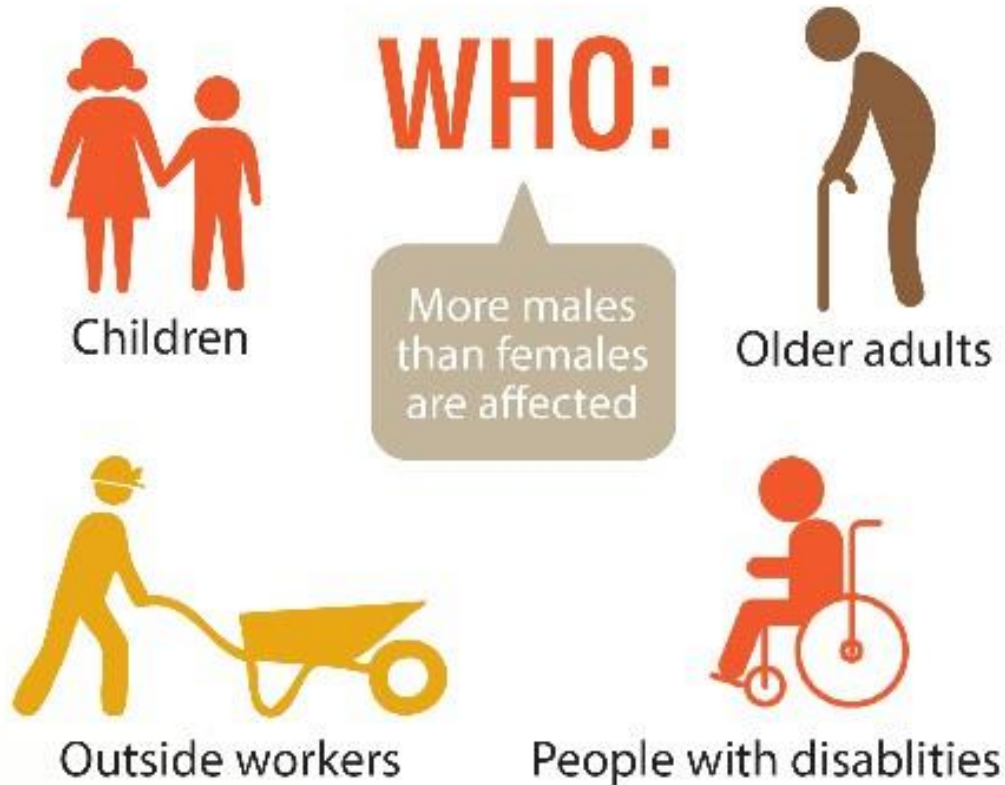 WHO:
Children
More males
than females
are affected
Older adults
Outside workers
People with disablities